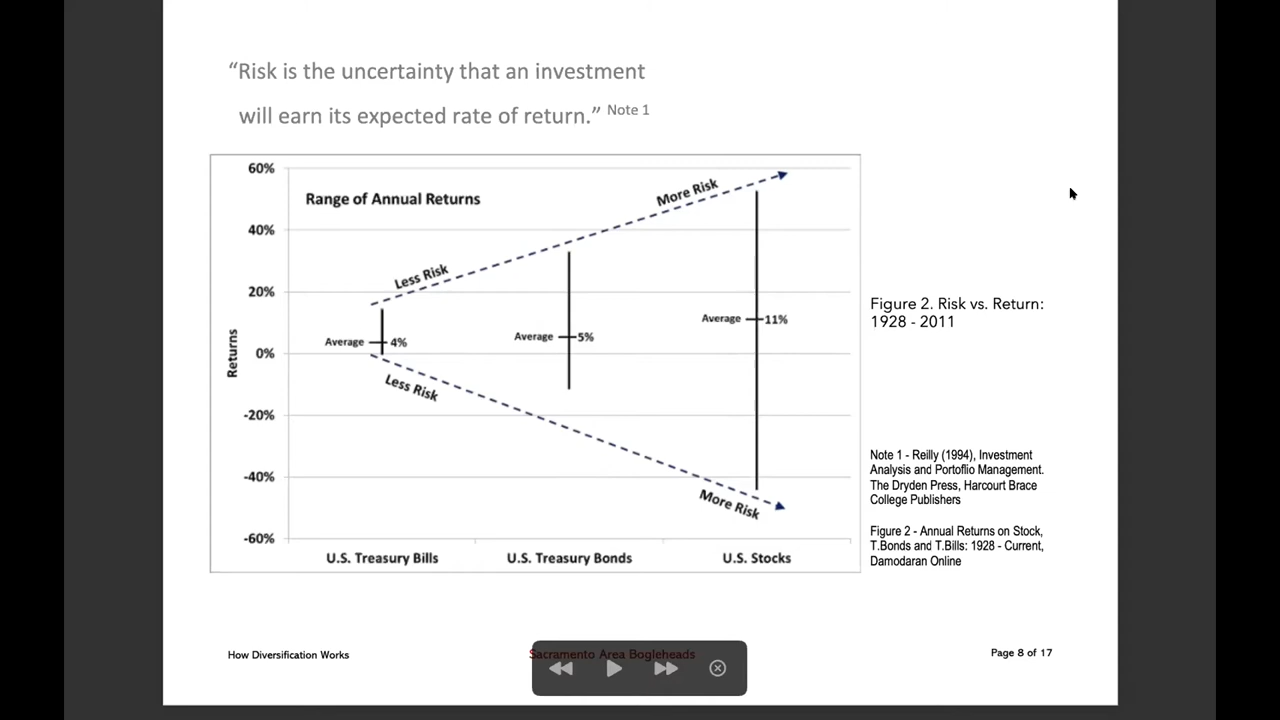 “Risk is the uncertainty that an investment
will earn its expected rate of return.” Note 1
60%
Range of Annual Returns
More Risk
40%
Less Risk
20%
Average
11%
Average
5%
Average
4%
Returns
0%
Less Risk
-20%
-40%
More Risk
-60%
U.S. Treasury Bills
U.S. Treasury Bonds
U.S. Stocks
Figure 2. Risk vs. Return:
1928 - 2011
Note 1 - Reilly (1994), Investment
Analysis and Portoflio Management.
The Dryden Press, Harcourt Brace
College Publishers
Figure 2 - Annual Returns on Stock,
T.Bonds and T.Bills: 1928 - Current,
Damodaran Online
How Diversification Works
Sacramento Area Bogleheads
Page 8 of 17